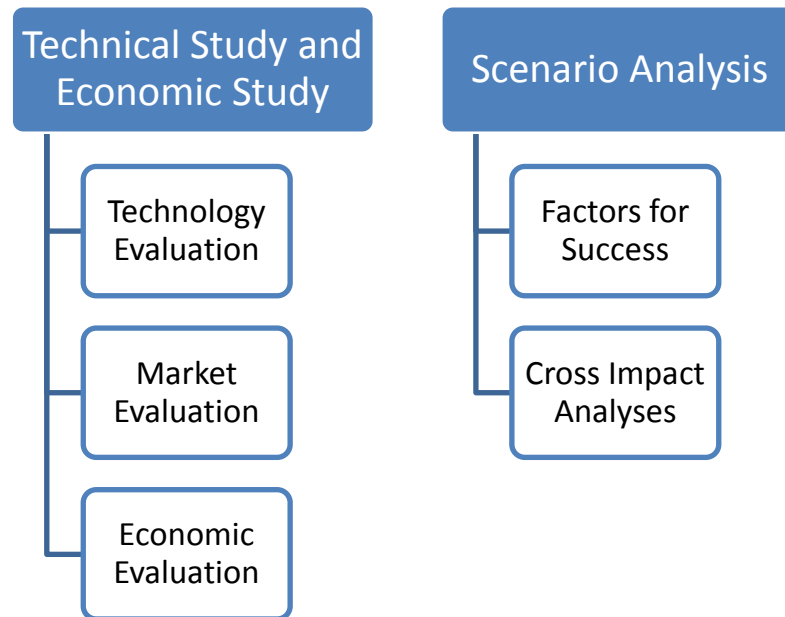 Technical Study and
Economic Study
Technology
Evaluation
Market
Evaluation
Economic
Evaluation
Scenario Analysis
Factors for
Success
Cross Impact
Analyses